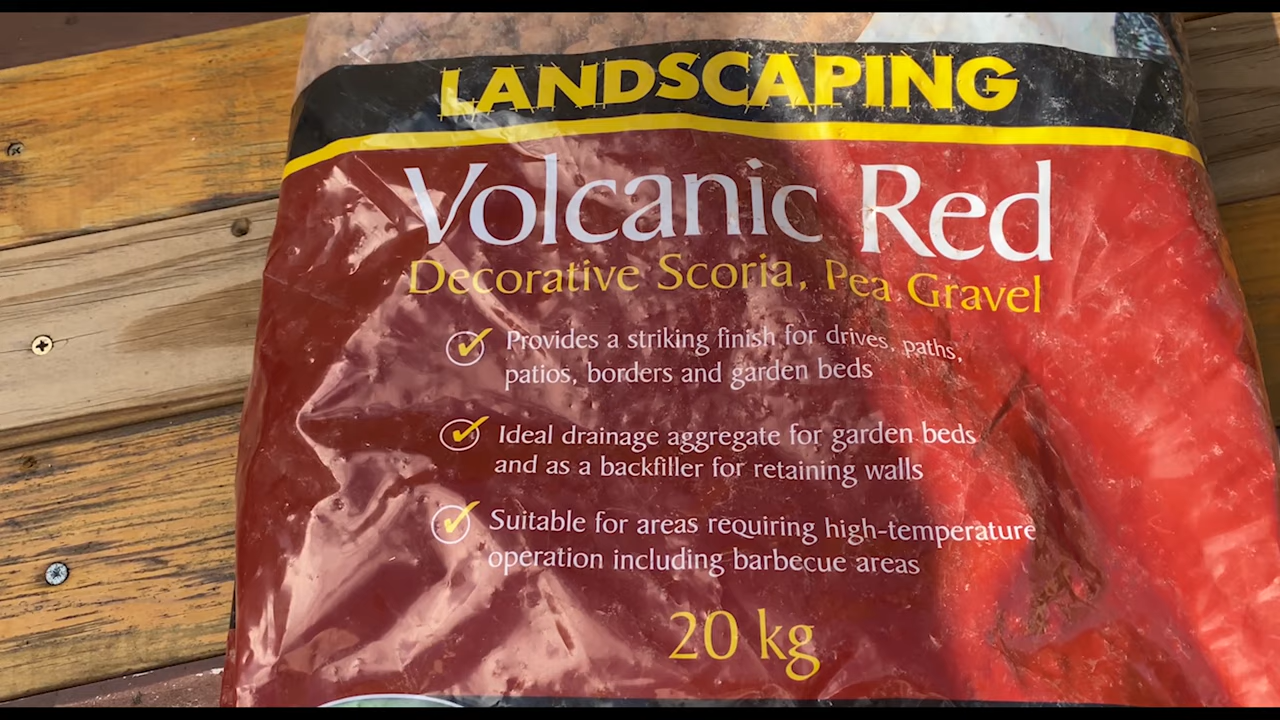 LANDSCAPING
Volcanic Red
Decorative Scoria, Pea Gravel
Provides a striking finish for drives, paths,
patios, borders and garden beds
Ideal drainage aggregate for garden beds
and as a backfiller for retaining walls
Suitable for areas requiring high-temperature
operation including barbecue areas
20 kg